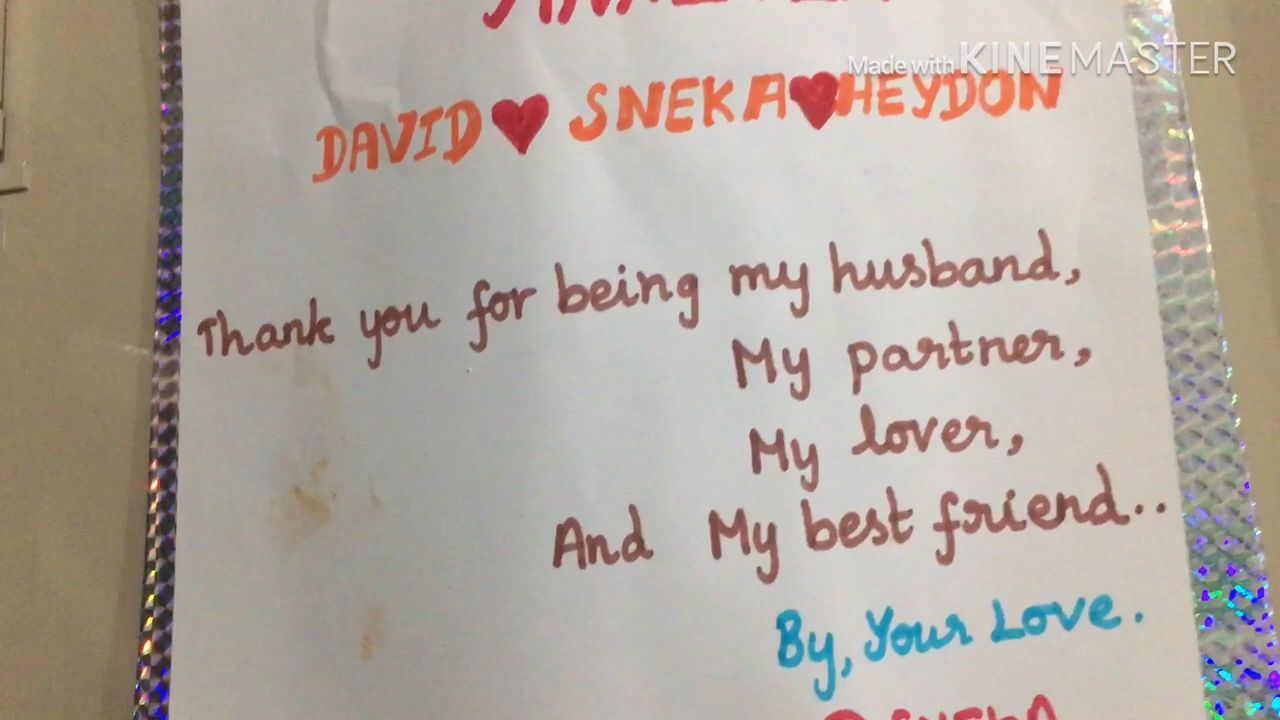 Made with KINEMASTER
DAVID ♥ SNEKA ♥ HEYDON
Thank you for being my husband,
My partner,
My lover,
And My best friend..
By, Your Love.
SNEKA